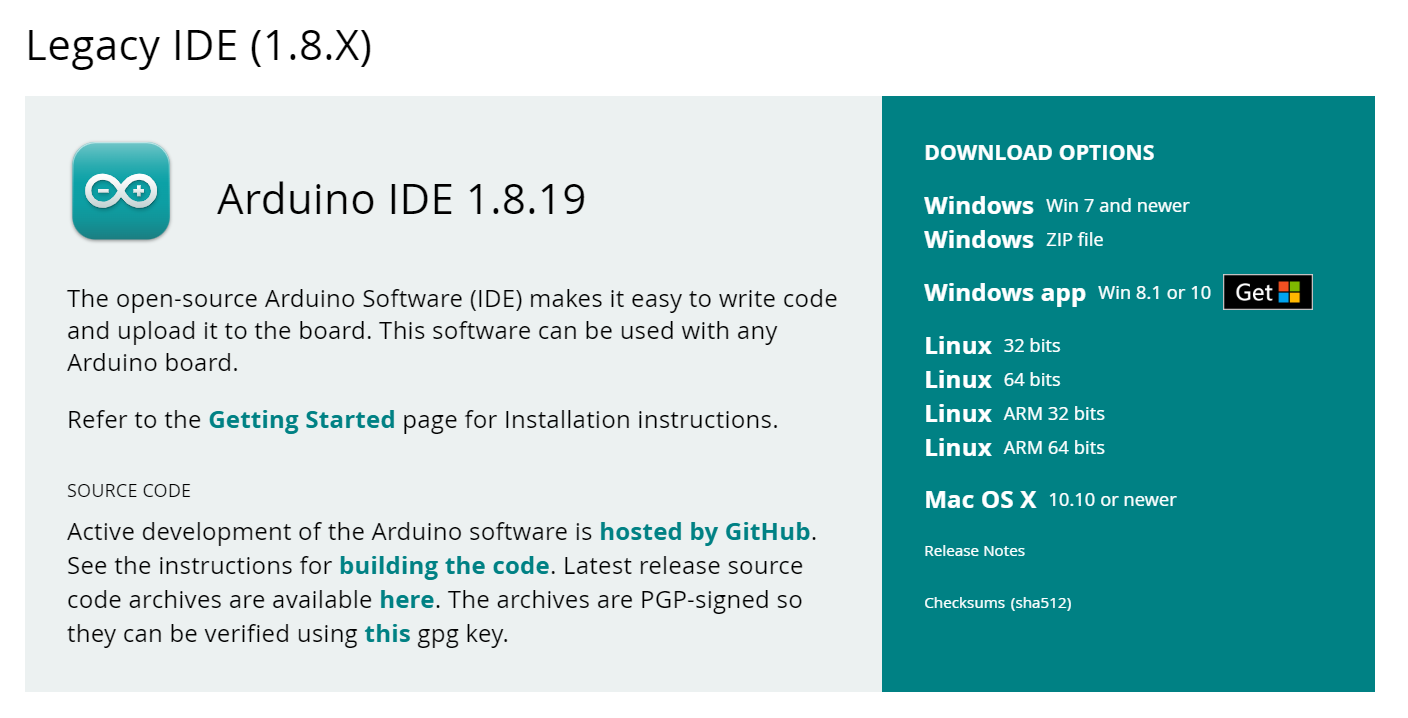 Legacy IDE (1.8.X)
Arduino IDE 1.8.19
The open-source Arduino Software (IDE) makes it easy to write code
and upload it to the board. This software can be used with any
Arduino board.
Refer to the Getting Started page for Installation instructions.
SOURCE CODE
Active development of the Arduino software is hosted by GitHub.
See the instructions for building the code. Latest release source
code archives are available here. The archives are PGP-signed so
they can be verified using this gpg key.
DOWNLOAD OPTIONS
Windows Win 7 and newer
Windows ZIP file
Windows app Win 8.1 or 10 Get
Linux 32 bits
Linux 64 bits
Linux ARM 32 bits
Linux ARM 64 bits
Mac OS X 10.10 or newer
Release Notes
Checksums (sha512)